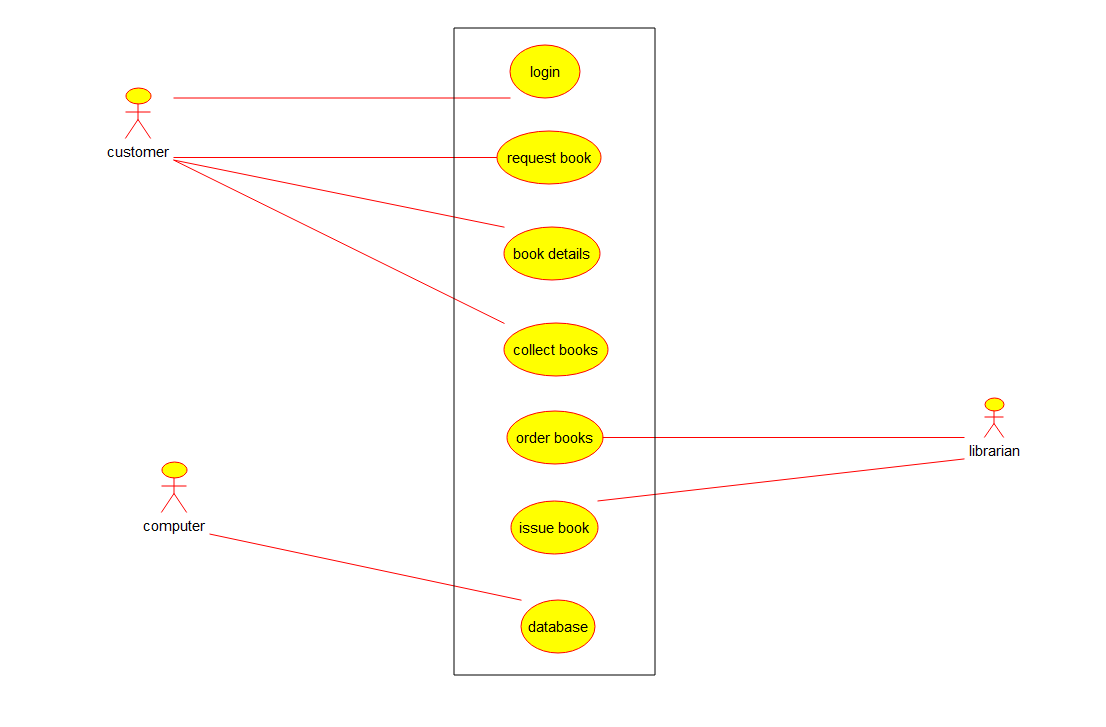 login
customer
request book
book details
collect books
order books
librarian
computer
issue book
database